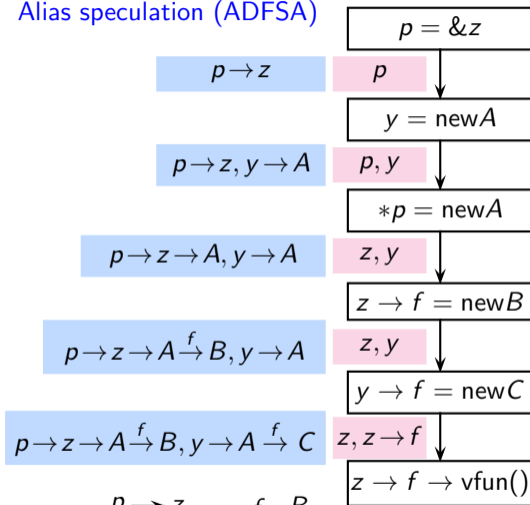 Alias speculation (ADFSA)
p = &z
p→z
p
y = newA
p→z, y→A
p, y
*p = newA
p→z→A, y→A
z, y
z → f = newB
p→z→A f→ B, y→A
z, y
y → f = newC
p→z→A f→ B, y→A f→ C
z, z→f
z → f → vfun()